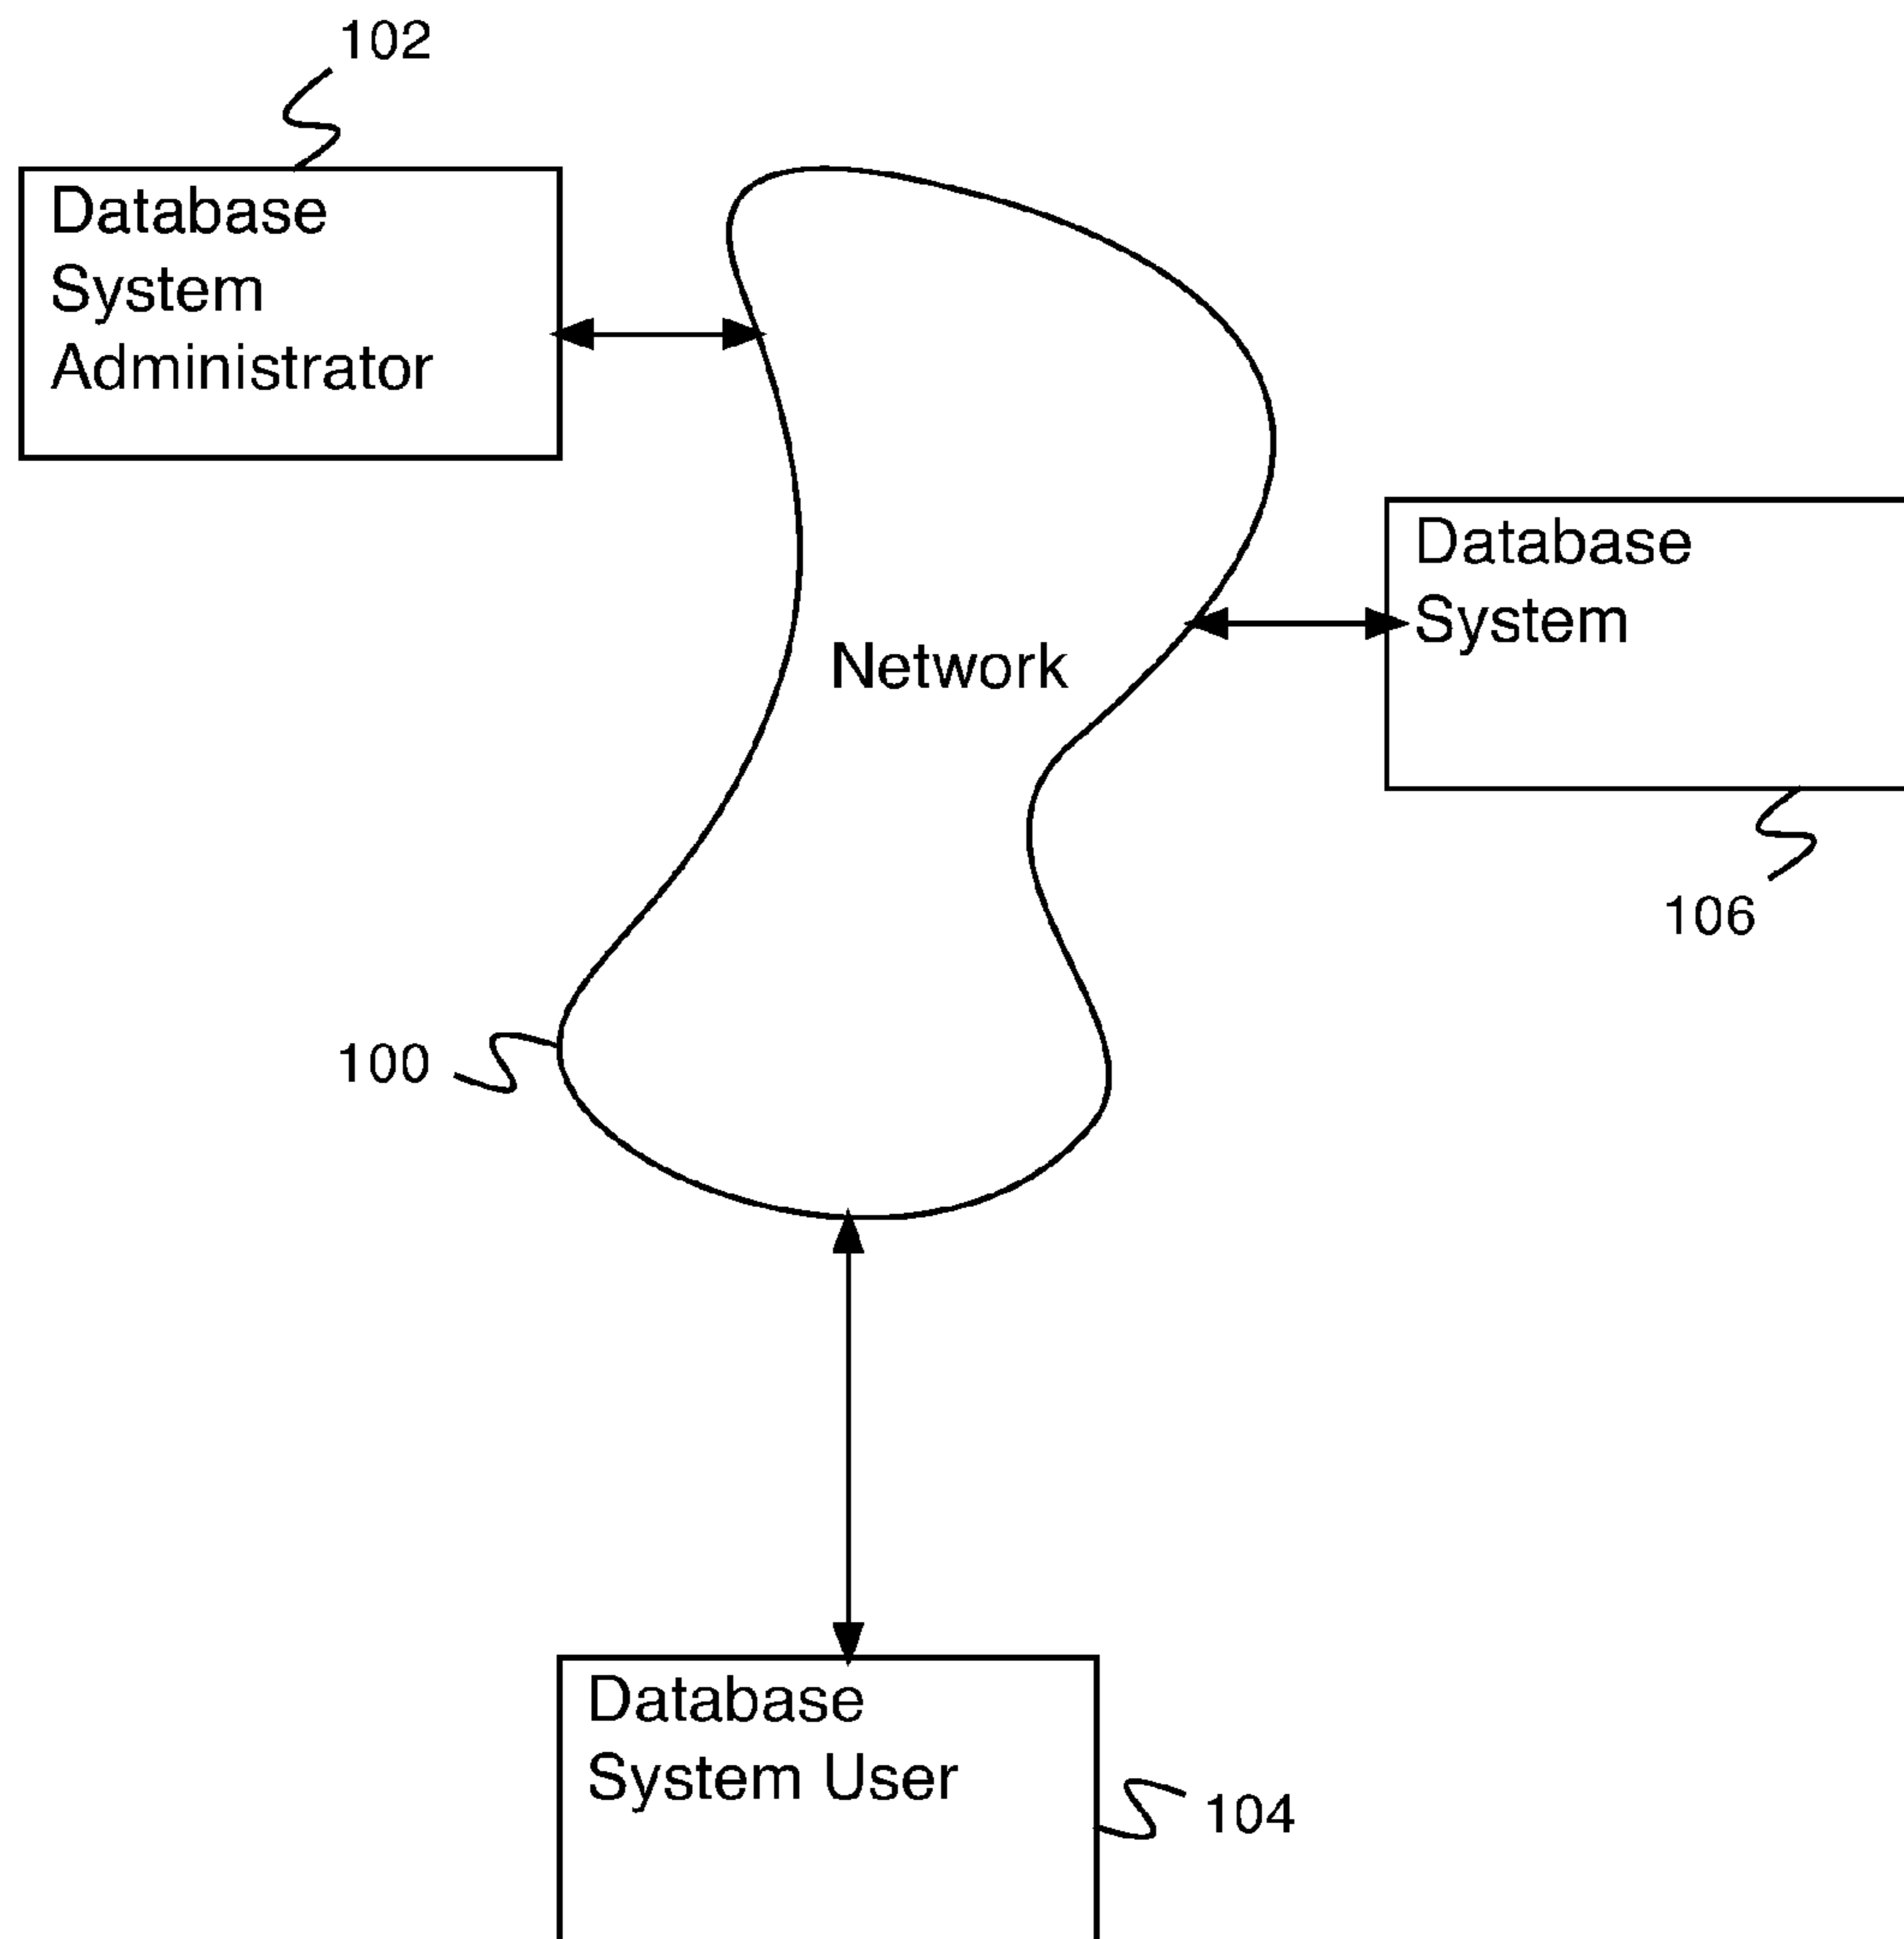 102
Database
System
Administrator
Database
System
Network
106
100
Database
System User
104